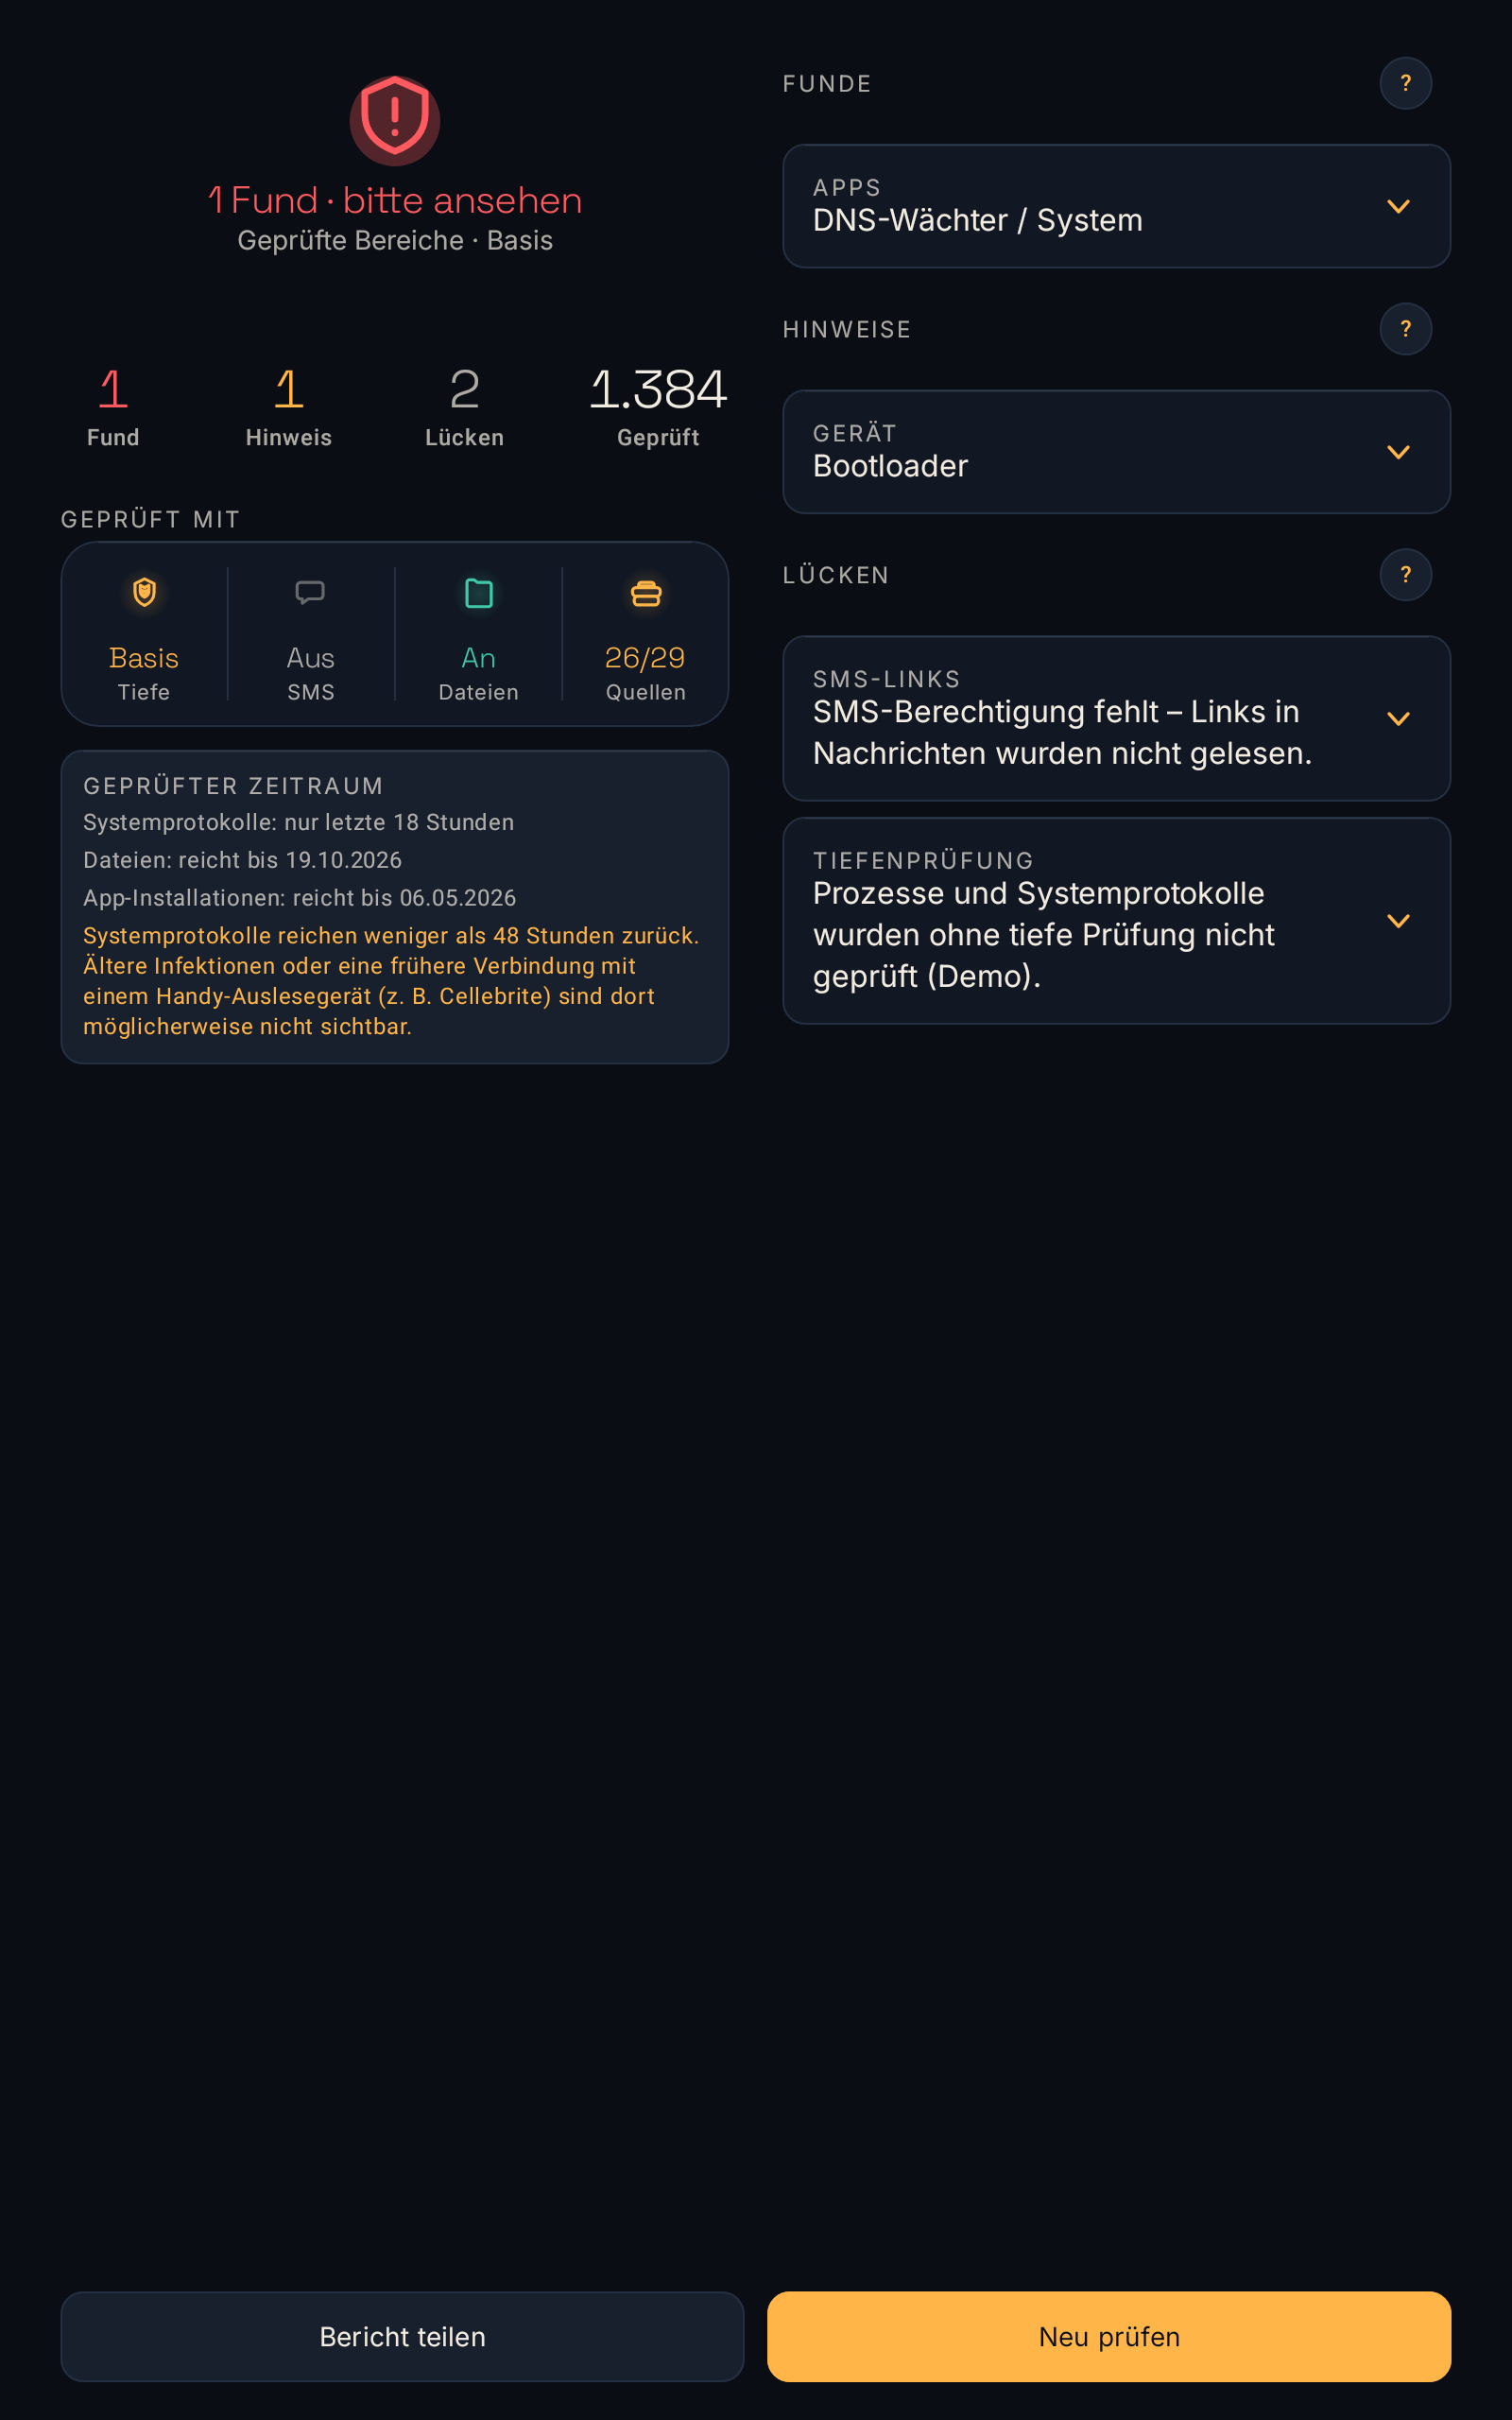 1 Fund · bitte ansehen
Geprüfte Bereiche · Basis
1
Fund
1
Hinweis
2
Lücken
1.384
Geprüft
GEPRÜFT MIT
Basis
Tiefe
Aus
SMS
An
Dateien
26/29
Quellen
GEPRÜFTER ZEITRAUM
Systemprotokolle: nur letzte 18 Stunden
Dateien: reicht bis 19.10.2026
App-Installationen: reicht bis 06.05.2026
Systemprotokolle reichen weniger als 48 Stunden zurück.
Ältere Infektionen oder eine frühere Verbindung mit
einem Handy-Auslesegerät (z. B. Cellebrite) sind dort
möglicherweise nicht sichtbar.
FUNDE
?
APPS
DNS-Wächter / System
HINWEISE
?
GERÄT
Bootloader
LÜCKEN
?
SMS-LINKS
SMS-Berechtigung fehlt – Links in
Nachrichten wurden nicht gelesen.
TIEFENPRÜFUNG
Prozesse und Systemprotokolle
wurden ohne tiefe Prüfung nicht
geprüft (Demo).
Bericht teilen
Neu prüfen